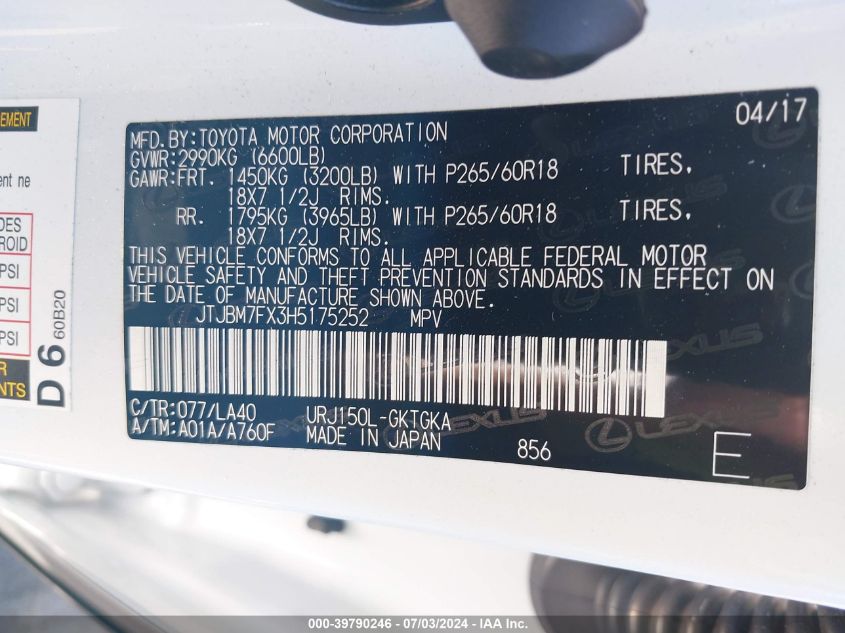 04/17
MFD.BY:TOYOTA MOTOR CORPORATION
GVWR:2990KG (6600LB)
GAWR:FRT. 1450KG (3200LB) WITH P265/60R18 TIRES.
18X7 1/2J RIMS.
RR. 1795KG (3965LB) WITH P265/60R18 TIRES.
18X7 1/2J RIMS.
THIS VEHICLE CONFORMS TO ALL APPLICABLE FEDERAL MOTOR
VEHICLE SAFETY AND THEFT PREVENTION STANDARDS IN EFFECT ON
THE DATE OF MANUFACTURE SHOWN ABOVE.
JTJBM7FX3H5175252 MPV
C/TR:077/LA40 URJ150L-GKTGKA
A/TM:A01A/A760F MADE IN JAPAN 856
E
LEXUS
PSI
PSI
PSI
D 6
60B20
000-39790246 - 07/03/2024 - IAA Inc.